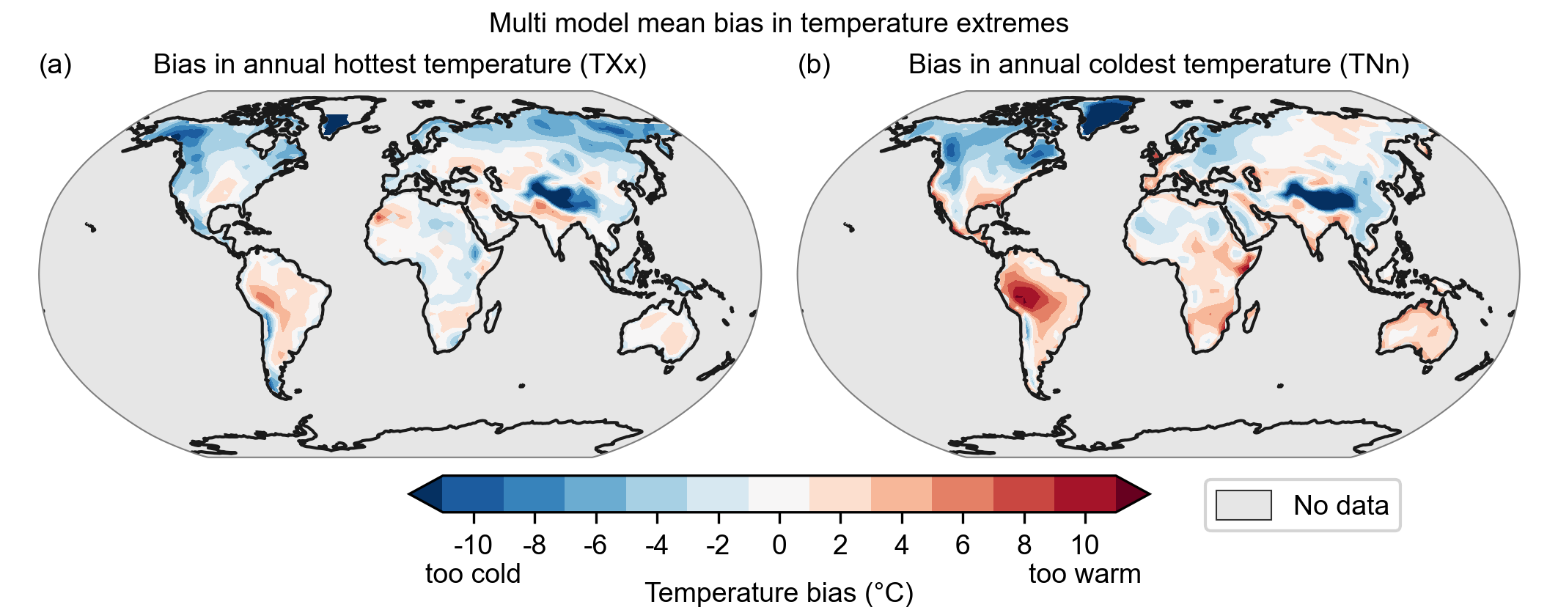 Multi model mean bias in temperature extremes
(a) Bias in annual hottest temperature (TXx)
(b) Bias in annual coldest temperature (TNn)
-10 -8 -6 -4 -2 0 2 4 6 8 10
too cold too warm
Temperature bias (°C)
No data